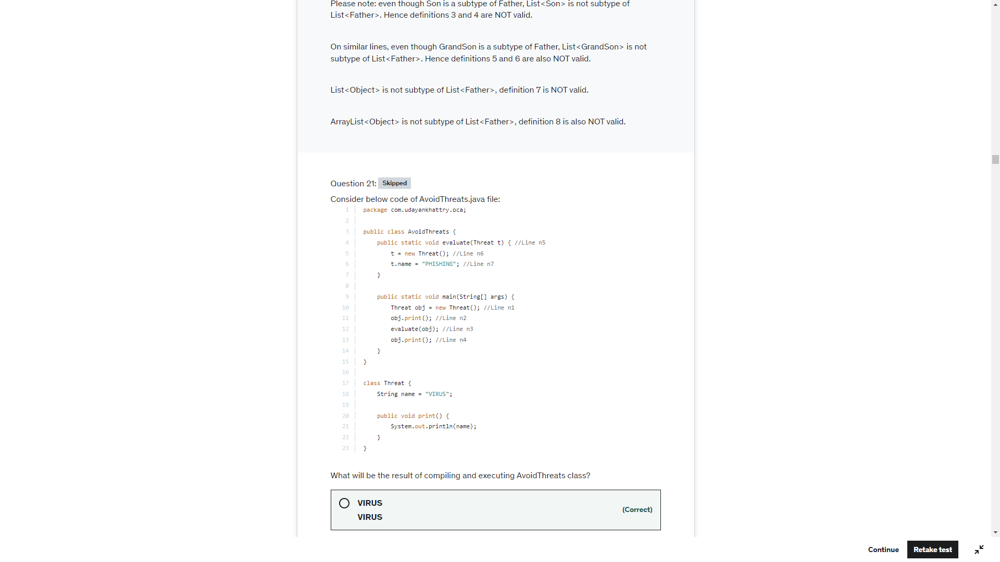 Please note: even though Son is a subtype of Father, List<Son> is not subtype of
List<Father>. Hence definitions 3 and 4 are NOT valid.
On similar lines, even though GrandSon is a subtype of Father, List<GrandSon> is not
subtype of List<Father>. Hence definitions 5 and 6 are also NOT valid.
List<Object> is not subtype of List<Father>, definition 7 is NOT valid.
ArrayList<Object> is not subtype of List<Father>, definition 8 is also NOT valid.
Question 21: Skipped
Consider below code of AvoidThreats.java file:
1 package com.udayankhattry.oca;
2
3 public class AvoidThreats {
4 public static void evaluate(Threat t) { //Line n5
5 t = new Threat(); //Line n6
6 t.name = "PHISHING"; //Line n7
7 }
8
9 public static void main(String[] args) {
10 Threat obj = new Threat(); //Line n1
11 obj.print(); //Line n2
12 evaluate(obj); //Line n3
13 obj.print(); //Line n4
14 }
15 }
16
17 class Threat {
18 String name = "VIRUS";
19
20 public void print() {
21 System.out.println(name);
22 }
23 }
What will be the result of compiling and executing AvoidThreats class?
VIRUS
VIRUS
(Correct)
Continue
Retake test